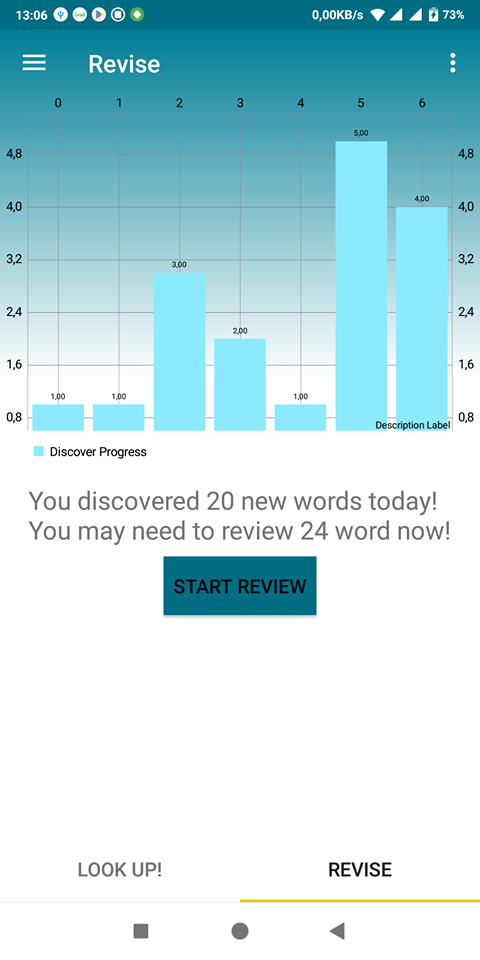 13:06 Grab 0,00KB/s 73%
Revise
0 1 2 3 4 5 6
5,00
4,8 4,8
4,00
4,0 4,0
3,2 3,2
3,00
2,4 2,4
2,00
1,6 1,6
1,00 1,00 1,00
0,8 0,8
Description Label
Discover Progress
You discovered 20 new words today!
You may need to review 24 word now!
START REVIEW
LOOK UP! REVISE